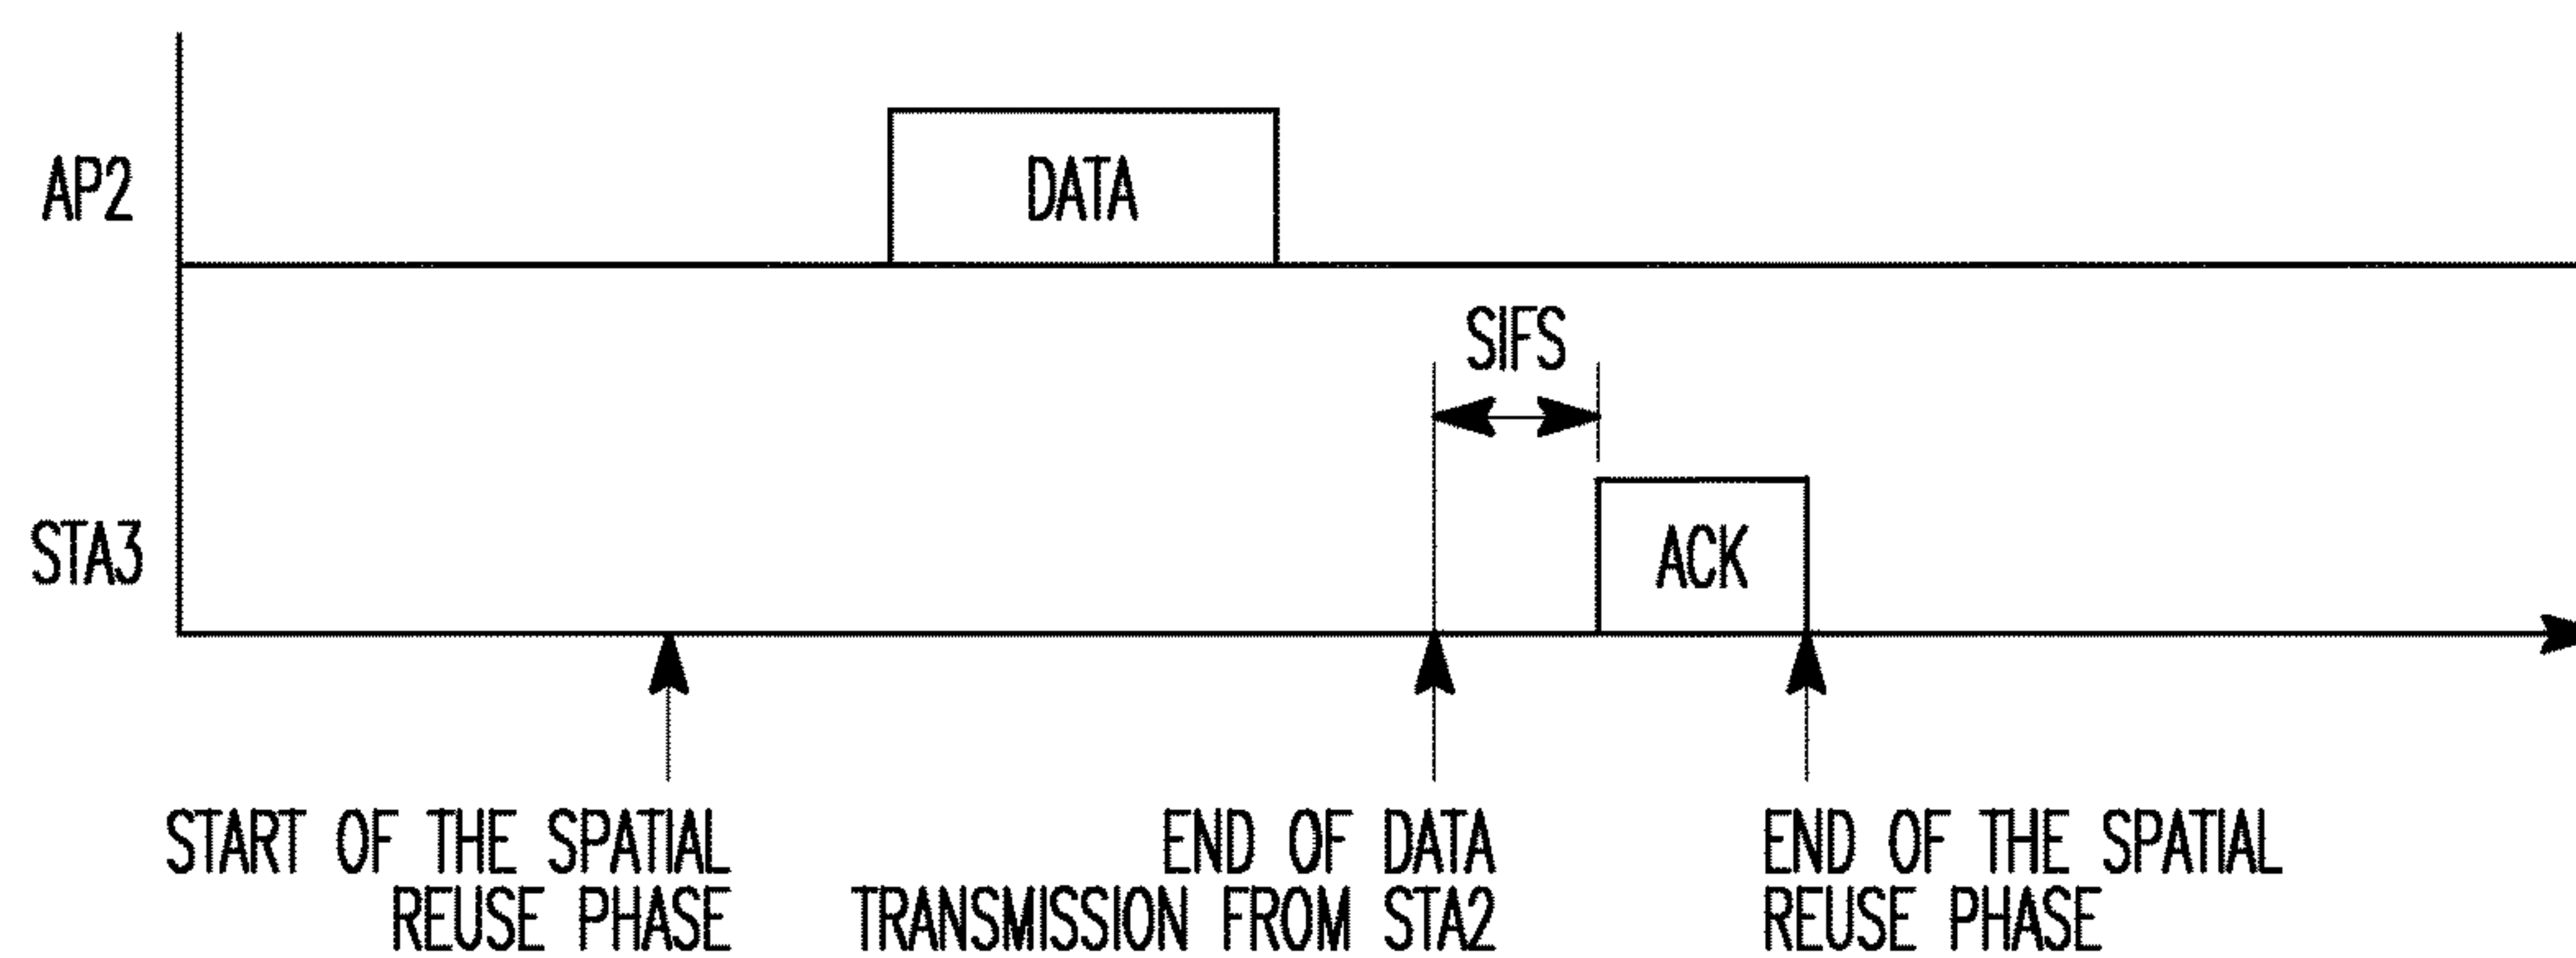 AP2
DATA
SIFS
STA3
ACK
START OF THE SPATIAL
REUSE PHASE
END OF DATA
TRANSMISSION FROM STA2
END OF THE SPATIAL
REUSE PHASE